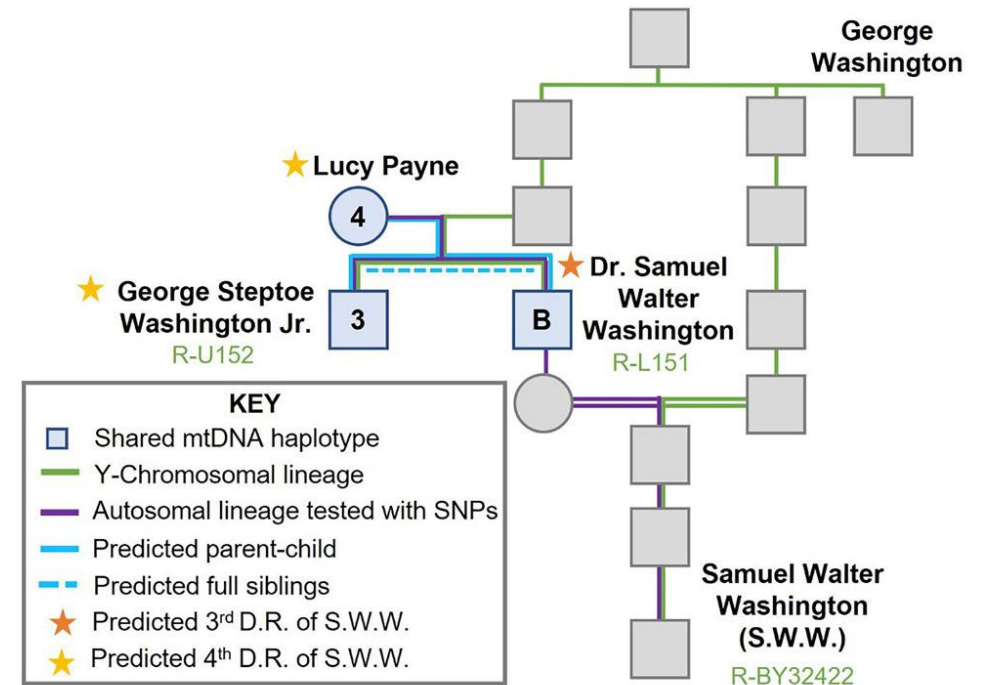 George
Washington
Lucy Payne
4
Dr. Samuel
Walter
Washington
R-L151
George Steptoe
Washington Jr.
R-U152
3
B
KEY
Shared mtDNA haplotype
Y-Chromosomal lineage
Autosomal lineage tested with SNPs
Predicted parent-child
Predicted full siblings
Predicted 3rd D.R. of S.W.W.
Predicted 4th D.R. of S.W.W.
Samuel Walter
Washington
(S.W.W.)
R-BY32422